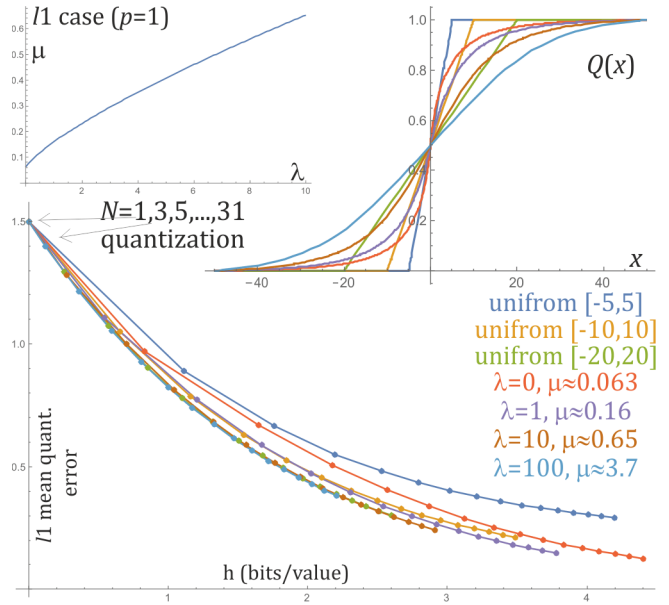 l1 case (p=1)
μ
0.6
0.5
0.4
0.3
0.2
0.1
2
4
6
8
10
λ
1.0
0.8
0.6
0.4
0.2
Q(x)
-40
-20
20
40
x
N=1,3,5,...,31
quantization
1.5
1.0
0.5
l1 mean quant.
error
unifrom [-5,5]
unifrom [-10,10]
unifrom [-20,20]
λ=0, μ≈0.063
λ=1, μ≈0.16
λ=10, μ≈0.65
λ=100, μ≈3.7
h (bits/value)
1
2
3
4